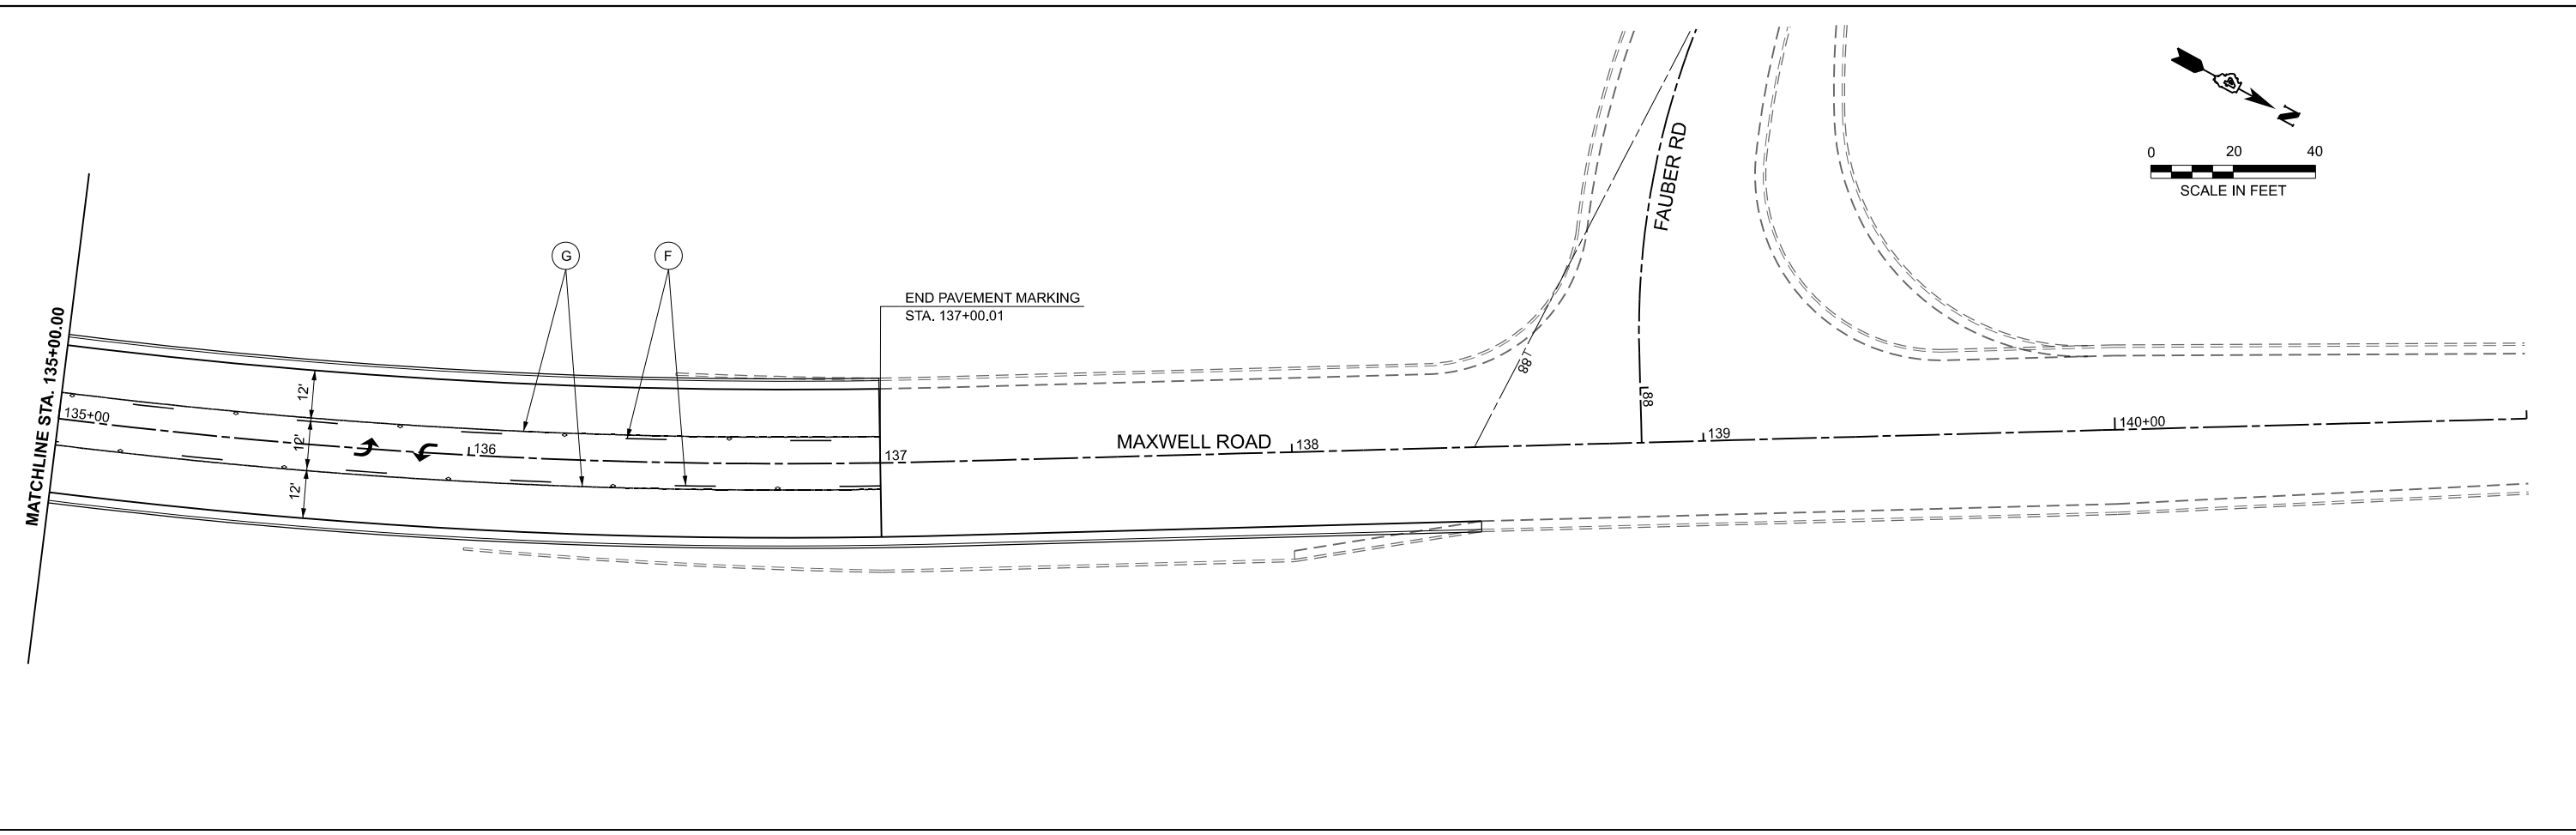 N
0 20 40
SCALE IN FEET
FAUBER RD
G
F
END PAVEMENT MARKING
STA. 137+00.01
MATCHLINE STA. 135+00.00
12'
12'
12'
135+00
136
137
MAXWELL ROAD
138
88
88
139
140+00